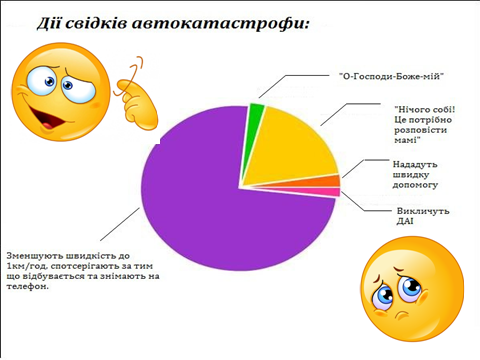 Дії свідків автокатастрофи:
"О-Господи-Боже-мій"
"Нічого собі!
Це потрібно
розповісти
мамі"
Нададуть
швидку
допомогу
Викличуть
ДАІ
Зменшують швидкість до
1км/год, спотсерігають за тим
що відбувається та знімають на
телефон.